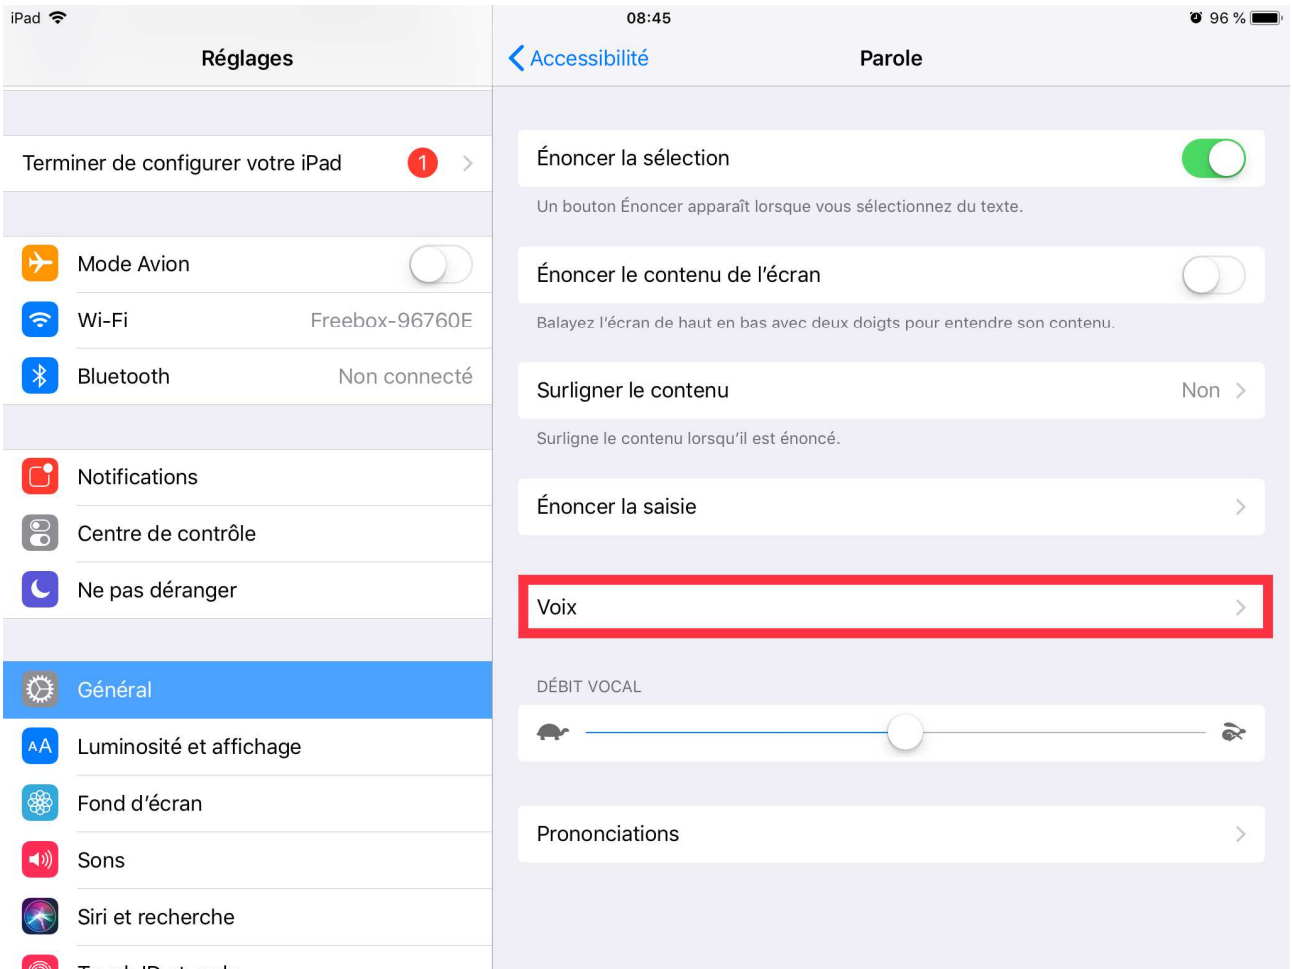 iPad
08:45
96 %
Réglages
Accessibilité
Parole
Terminer de configurer votre iPad
1
Mode Avion
Wi-Fi
Freebox-96760E
Bluetooth
Non connecté
Notifications
Centre de contrôle
Ne pas déranger
Général
AA
Luminosité et affichage
Fond d'écran
Sons
Siri et recherche
Énoncer la sélection
Un bouton Énoncer apparaît lorsque vous sélectionnez du texte.
Énoncer le contenu de l'écran
Balayez l'écran de haut en bas avec deux doigts pour entendre son contenu.
Surligner le contenu
Non
Surligne le contenu lorsqu'il est énoncé.
Énoncer la saisie
Voix
DÉBIT VOCAL
Prononciations